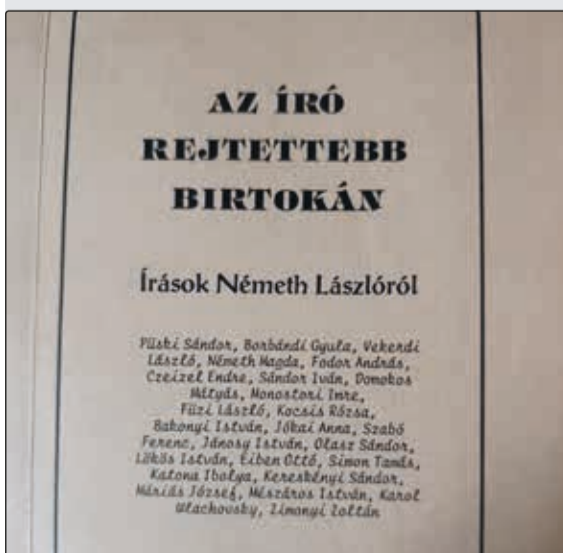 AZ ÍRÓ
REJTETTEBB
BIRTOKÁN
Írások Németh Lászlóról
Püski Sándor, Borbándi Gyula, Vekerdi
László, Németh Magda, Fodor András,
Czeizel Endre, Sándor Iván, Domokos
Mátyás, Monostori Imre,
Füzi László, Kocsis Rózsa,
Bakonyi István, Jókai Anna, Szabó
Ferenc, Jánosy István, Olasz Sándor,
Lökös István, Eiben Ottó, Simon Tamás,
Katona Ibolya, Kereskényi Sándor,
Máriás József, Mészáros István, Karol
Wlachovsky, Zimonyi Zoltán